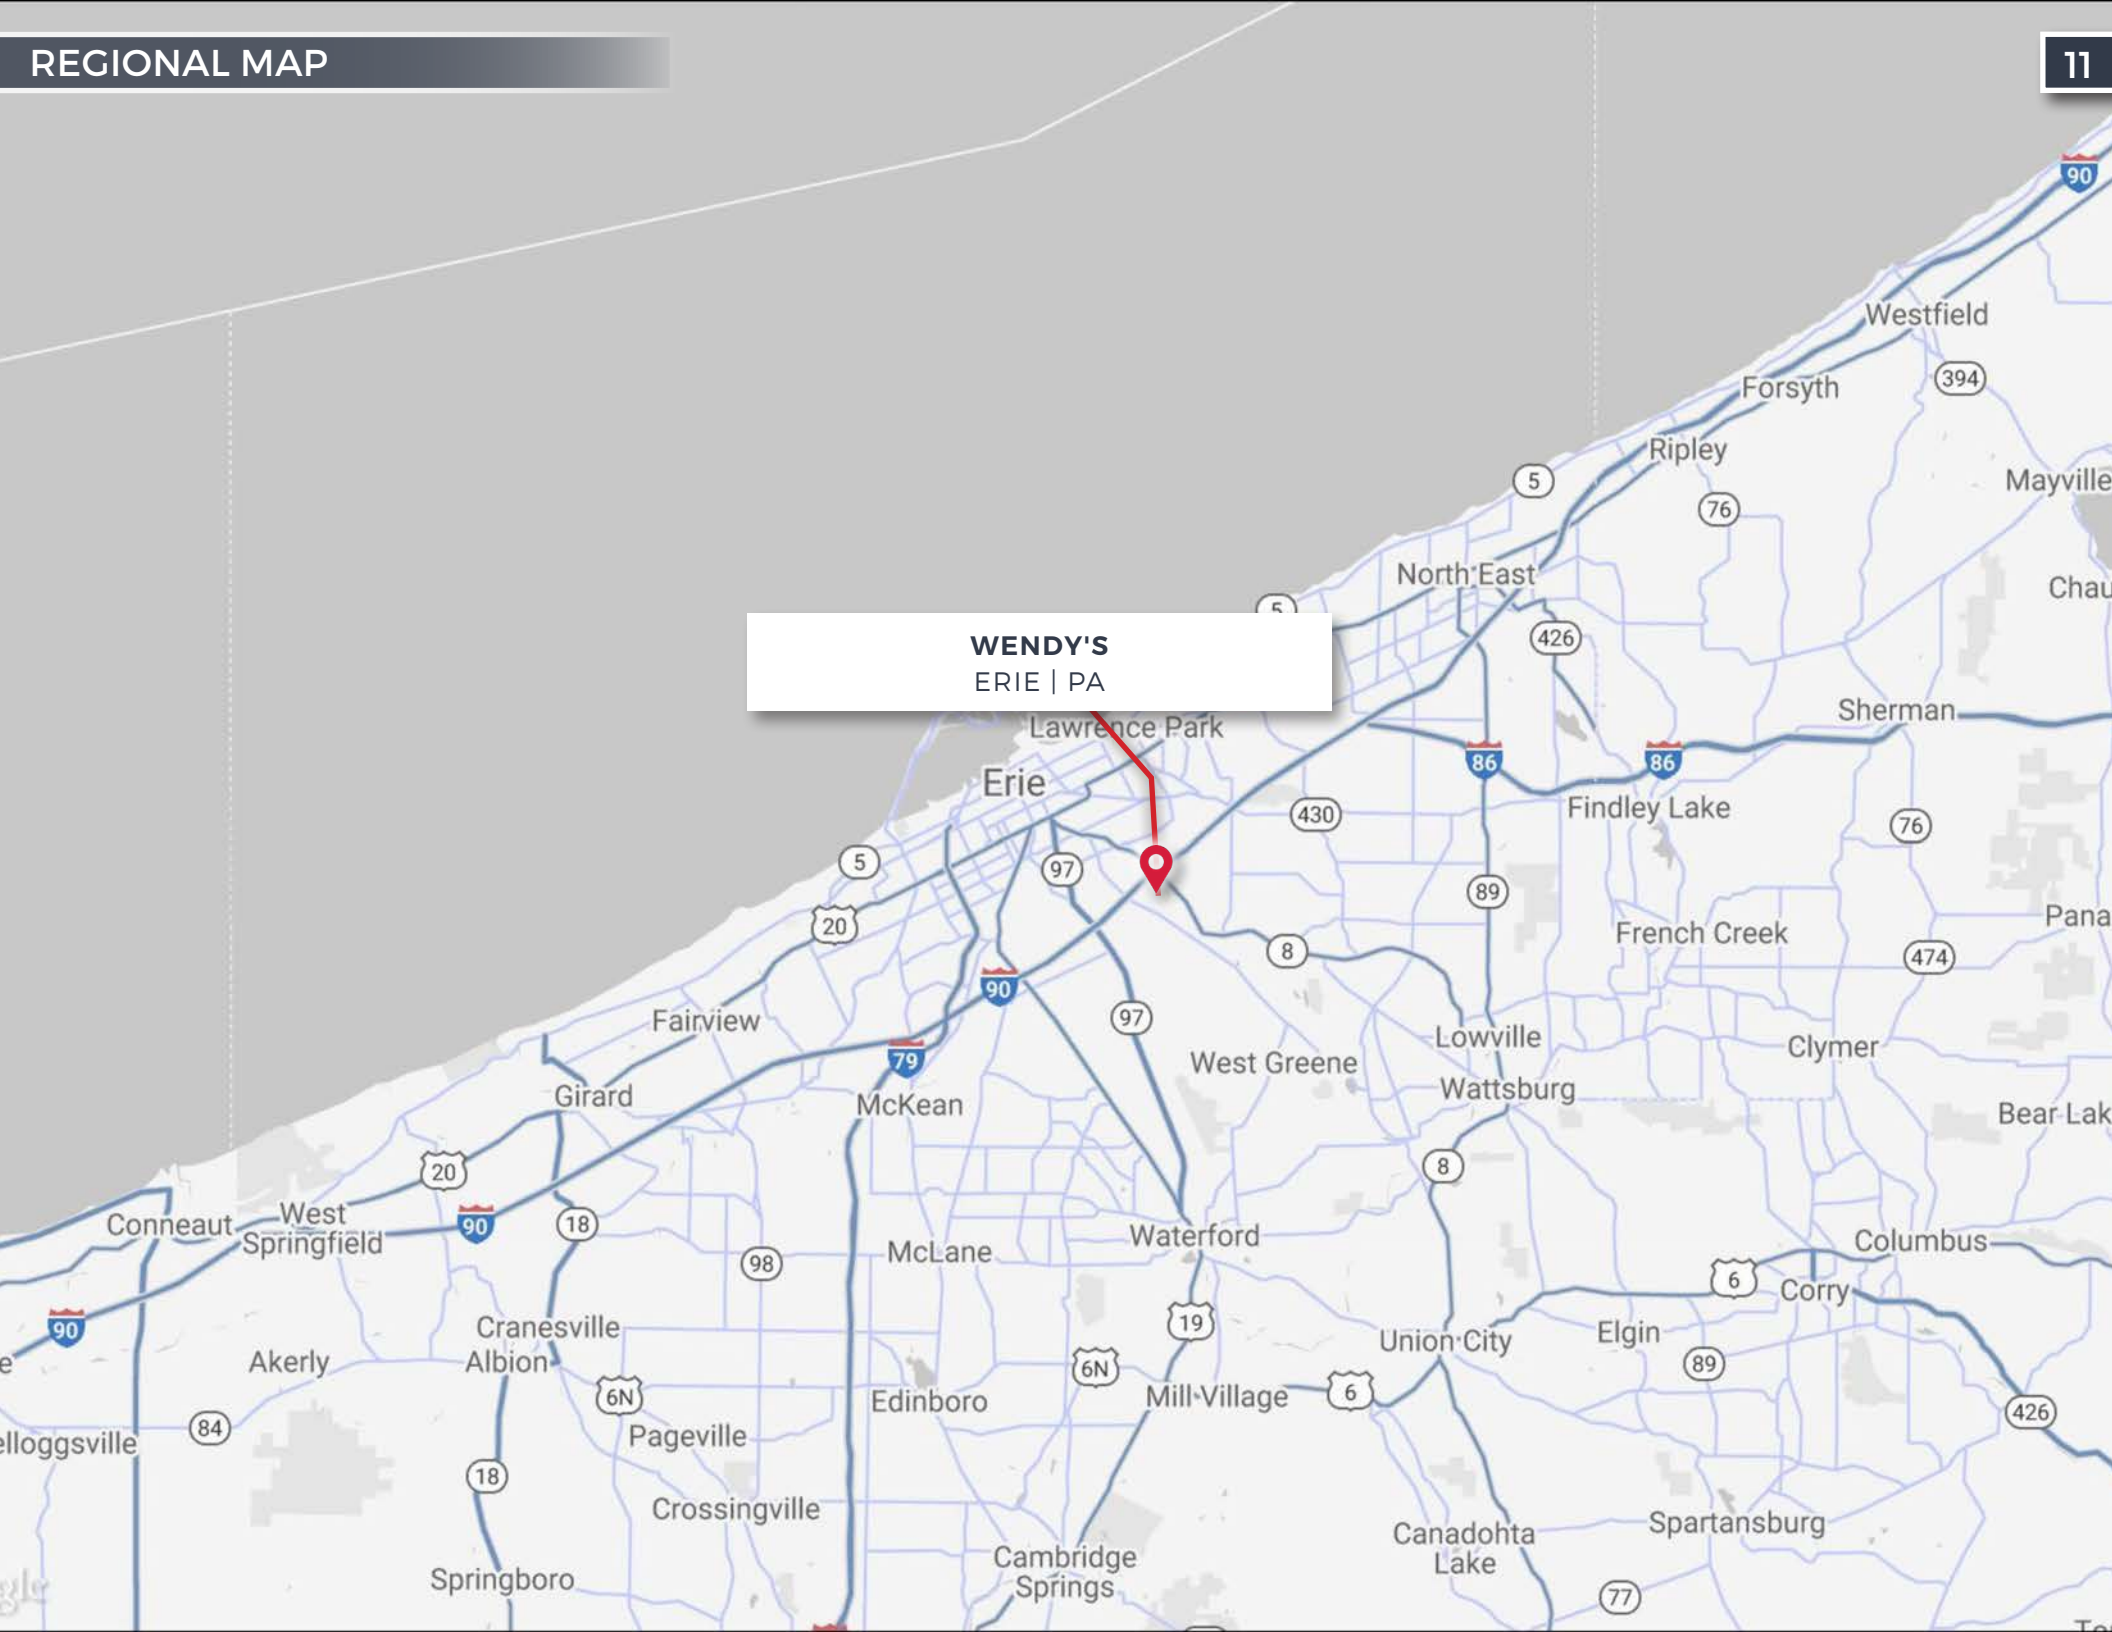 REGIONAL MAP
11
90
Westfield
394
Forsyth
Ripley
5
Mayville
76
North East
Chau
5
426
WENDY'S
ERIE | PA
Sherman
Lawrence Park
86
86
Erie
Findley Lake
430
76
5
97
89
20
Pana
French Creek
8
474
90
97
Fairview
Lowville
Clymer
79
West Greene
Wattsburg
Girard
McKean
Bear Lak
8
20
West
Springfield
Conneaut
90
18
Waterford
Columbus
McLane
98
6
Corry
90
19
Cranesville
Elgin
Union City
e
Akerly
Albion
89
6N
6N
Edinboro
Mill Village
6
426
84
elloggsville
Pageville
18
Crossingville
Spartansburg
Canadohta
Lake
Cambridge
Springs
Springboro
gle
77